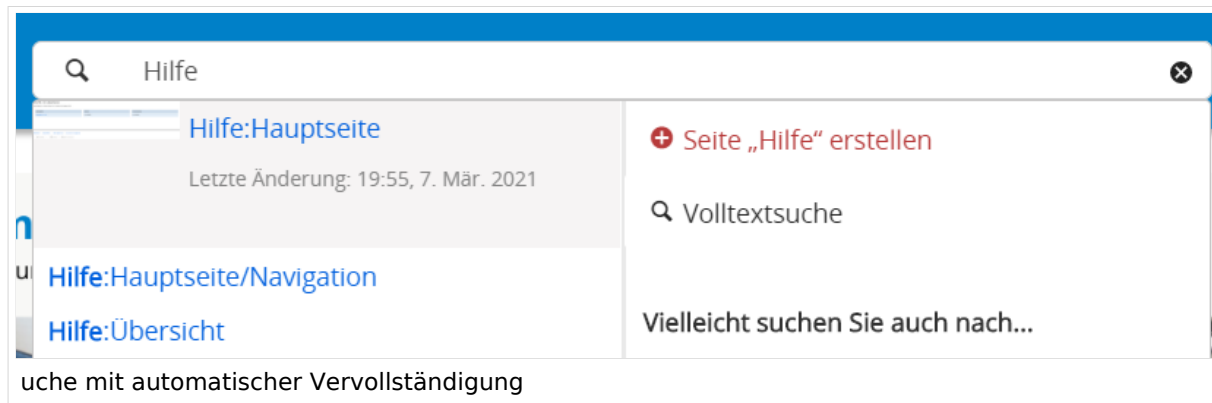 Hilfe
Hilfe:Hauptseite
Letzte Änderung: 19:55, 7. Mär. 2021
Hilfe:Hauptseite/Navigation
Hilfe:Übersicht
Seite „Hilfe“ erstellen
Volltextsuche
Vielleicht suchen Sie auch nach...
uche mit automatischer Vervollständigung